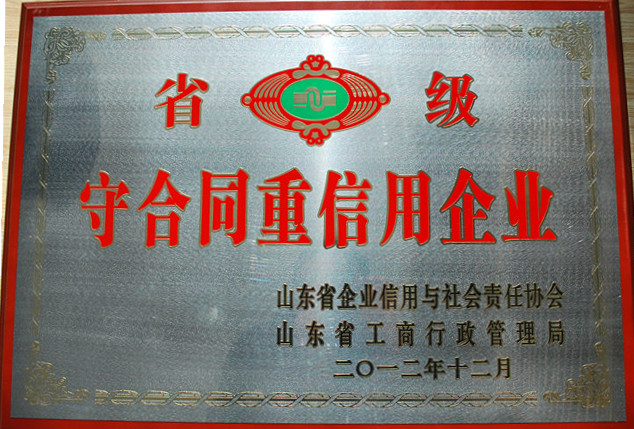 省 级
守合同重信用企业
山东省企业信用与社会责任协会
山东省工商行政管理局
二〇一二年十二月